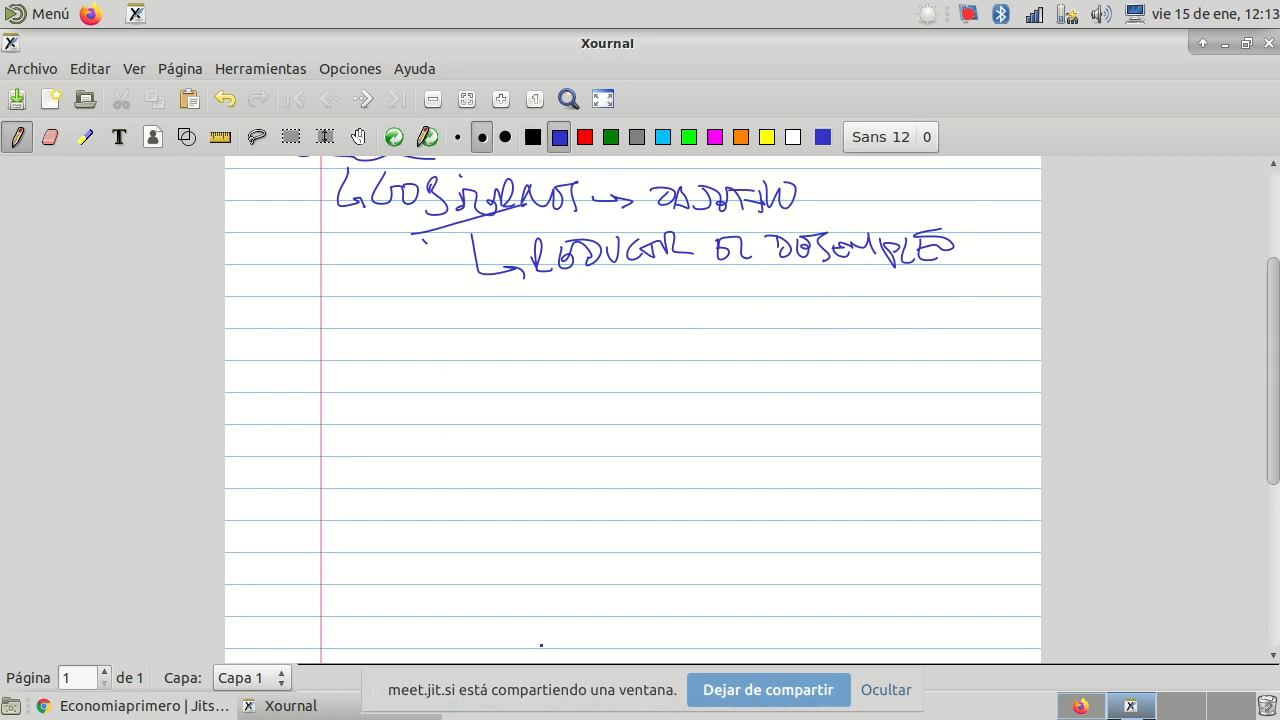 Menú vie 15 de ene, 12:13
Xournal
Archivo Editar Ver Página Herramientas Opciones Ayuda
T Sans 12 0
GOBIERNOS →
REDUCIR EL DESEMPLEO
Página 1 de 1 Capa: Capa 1
meet.jit.si está compartiendo una ventana. Dejar de compartir Ocultar
Economiaprimero | Jits... Xournal